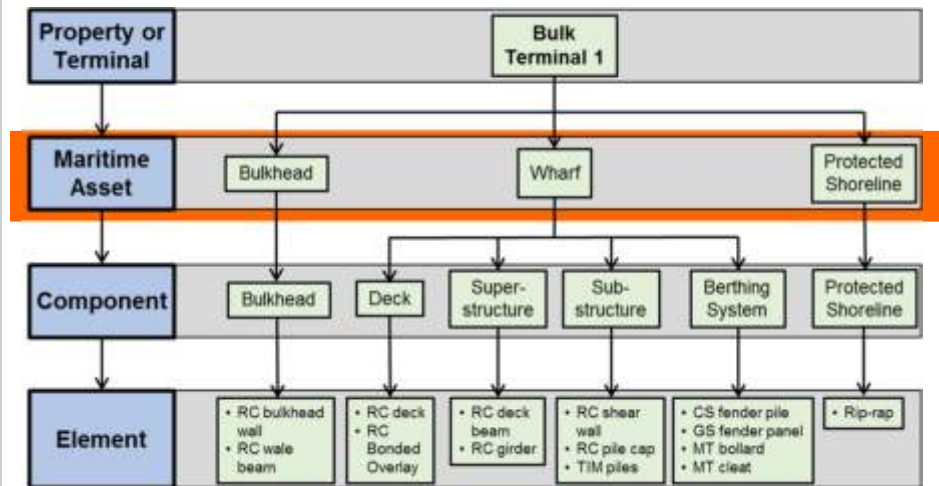 Property or
Terminal
Bulk
Terminal 1
Maritime
Asset
Bulkhead
Wharf
Protected
Shoreline
Component
Bulkhead
Deck
Super-
structure
Sub-
structure
Berthing
System
Protected
Shoreline
Element
• RC bulkhead
wall
• RC wale
beam
• RC deck
• RC
Bonded
Overlay
• RC deck
beam
• RC girder
• RC shear
wall
• RC pile cap
• TIM piles
• CS fender pile
• GS fender panel
• MT bollard
• MT cleat
• Rip-rap